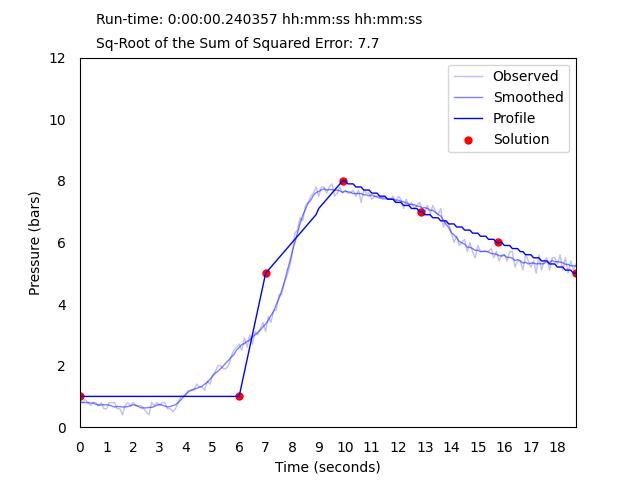 Run-time: 0:00:00.240357 hh:mm:ss hh:mm:ss
Sq-Root of the Sum of Squared Error: 7.7
12
10
8
6
4
2
0
Pressure (bars)
Observed
Smoothed
Profile
Solution
0 1 2 3 4 5 6 7 8 9 10 11 12 13 14 15 16 17 18
Time (seconds)